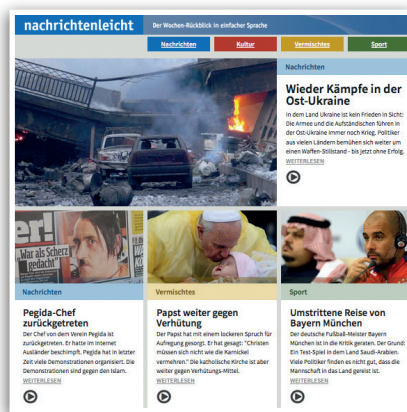 nachrichtenleicht
Der Wochen-Rückblick in einfacher Sprache
Nachrichten
Kultur
Vermischtes
Sport
Nachrichten
Wieder Kämpfe in der
Ost-Ukraine
In dem Land Ukraine ist kein Frieden in Sicht:
Die Armee und die Aufständischen führen in
der Ost-Ukraine immer noch Krieg. Politiker
aus vielen Ländern bemühen sich weiter um
einen Waffen-Stillstand - bis jetzt ohne Erfolg.
WEITERLESEN
er!
„War als Scherz
gedacht"
Nachrichten
Pegida-Chef
zurückgetreten
Der Chef von dem Verein Pegida ist
zurückgetreten. Er hatte im Internet
Ausländer beschimpft. Pegida hat in letzter
Zeit viele Demonstrationen organisiert. Die
Demonstrationen sind gegen den Islam.
WEITERLESEN
Vermischtes
Papst weiter gegen
Verhütung
Der Papst hat mit einem lockeren Spruch für
Aufregung gesorgt. Er hat gesagt: "Christen
müssen sich nicht wie die Karnickel
vermehren." Die katholische Kirche ist aber
weiter gegen Verhütungs-Mittel.
WEITERLESEN
Sport
Umstrittene Reise von
Bayern München
Der deutsche Fußball-Meister Bayern
München ist in die Kritik geraten. Der Grund:
Ein Test-Spiel in dem Land Saudi-Arabien.
Viele Politiker finden es nicht gut, dass die
Mannschaft in das Land gereist ist.
WEITERLESEN